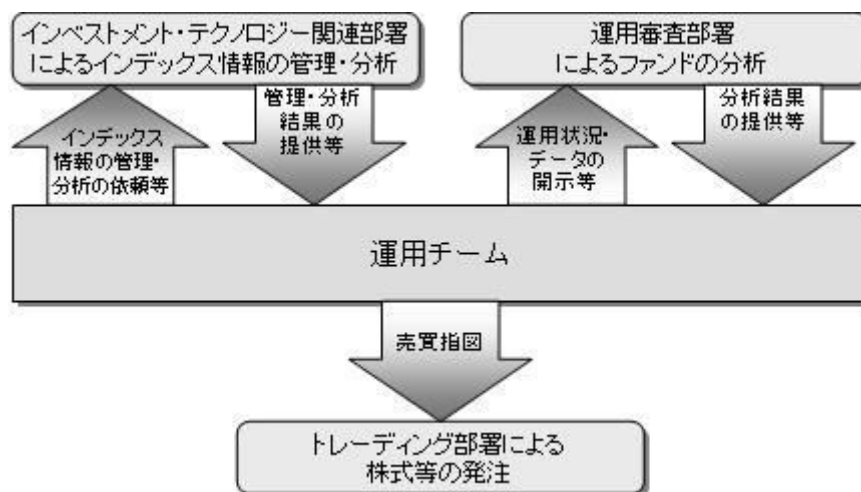 インベストメント・テクノロジー関連部署
によるインデックス情報の管理・分析
運用審査部署
によるファンドの分析
インデックス
情報の管理・
分析の依頼等
管理・分析
結果の
提供等
運用状況・
データの
開示等
分析結果
の提供等
運用チーム
売買指図
トレーディング部署による
株式等の発注